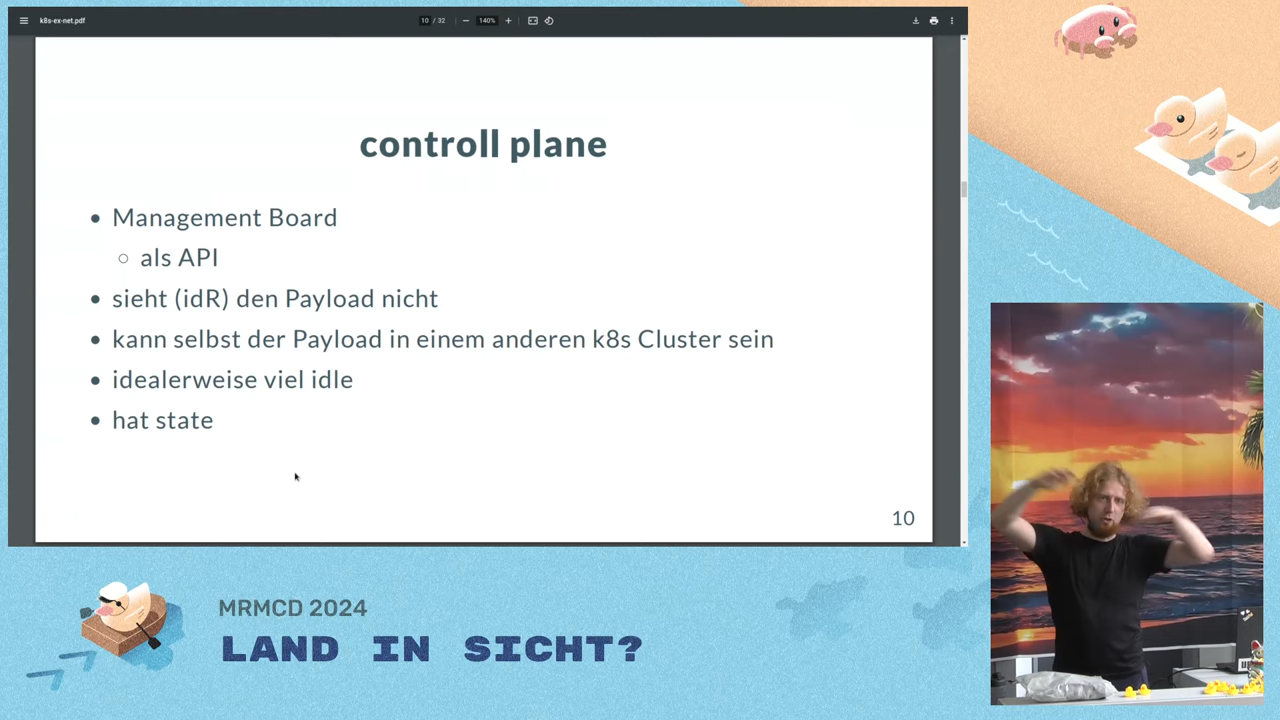 k8s-ex-net.pdf
10 / 32
140%
controll plane
Management Board
als API
sieht (idR) den Payload nicht
kann selbst der Payload in einem anderen k8s Cluster sein
idealerweise viel idle
hat state
10
MRMCD 2024
LAND IN SICHT?